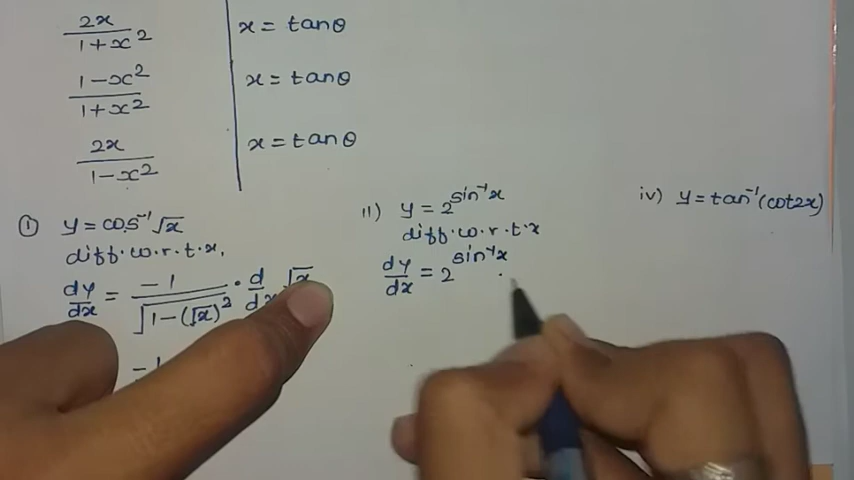 2x / 1+x² | x = tanθ
1-x² / 1+x² | x = tanθ
2x / 1-x² | x = tanθ
① y = cos⁻¹ √x
diff. w.r.t. x.
dy/dx = -1 / √1-(√x)² · d/dx √x
-1
ii) y = 2^sin⁻¹x
diff. w.r.t. x
dy/dx = 2^sin⁻¹x ·
iv) y = tan⁻¹(cot2x)